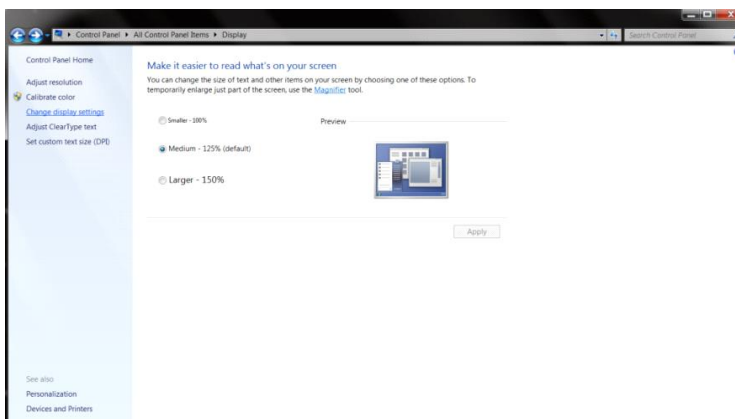 Control Panel ▸ All Control Panel Items ▸ Display
Search Control Panel
Control Panel Home
Adjust resolution
Calibrate color
Change display settings
Adjust ClearType text
Set custom text size (DPI)
Make it easier to read what's on your screen
You can change the size of text and other items on your screen by choosing one of these options. To
temporarily enlarge just part of the screen, use the Magnifier tool.
Smaller - 100%
Preview
Medium - 125% (default)
Larger - 150%
Apply
See also
Personalization
Devices and Printers